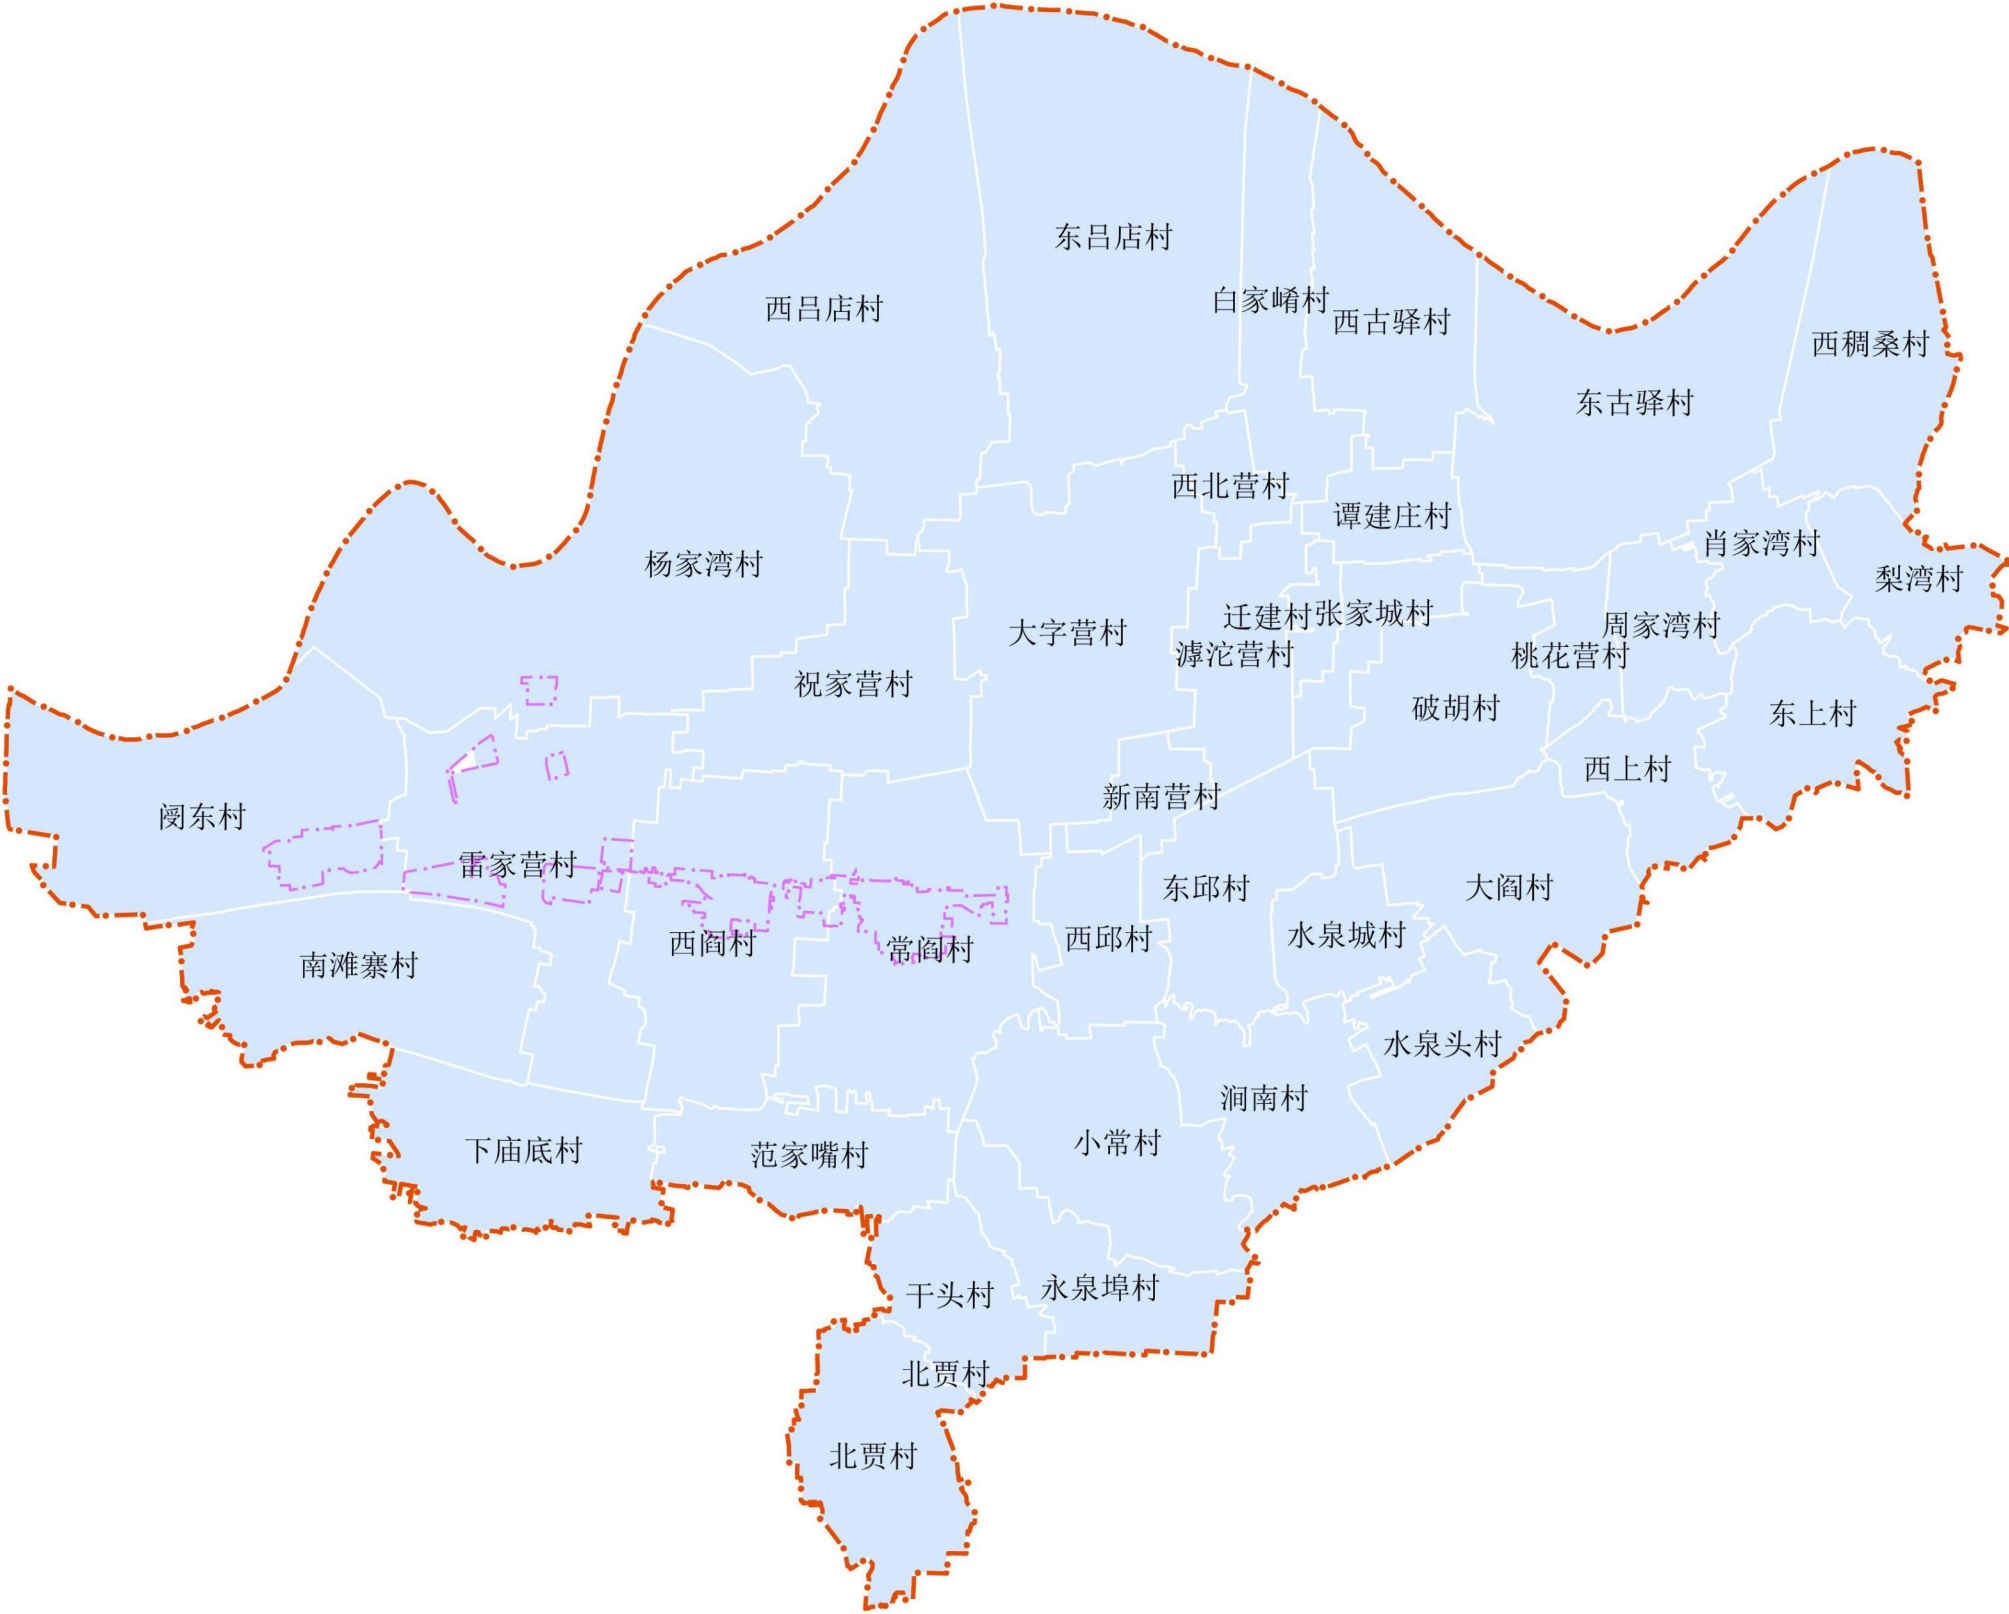 东吕店村
白家崤村
西吕店村
西古驿村
西稠桑村
东古驿村
西北营村
谭建庄村
肖家湾村
杨家湾村
梨湾村
迁建村
张家城村
周家湾村
大字营村
滹沱营村
桃花营村
祝家营村
破胡村
东上村
西上村
新南营村
阌东村
雷家营村
东邱村
大阎村
水泉城村
西邱村
西阎村
常阎村
南滩寨村
水泉头村
涧南村
小常村
下庙底村
范家嘴村
永泉埠村
干头村
北贾村
北贾村